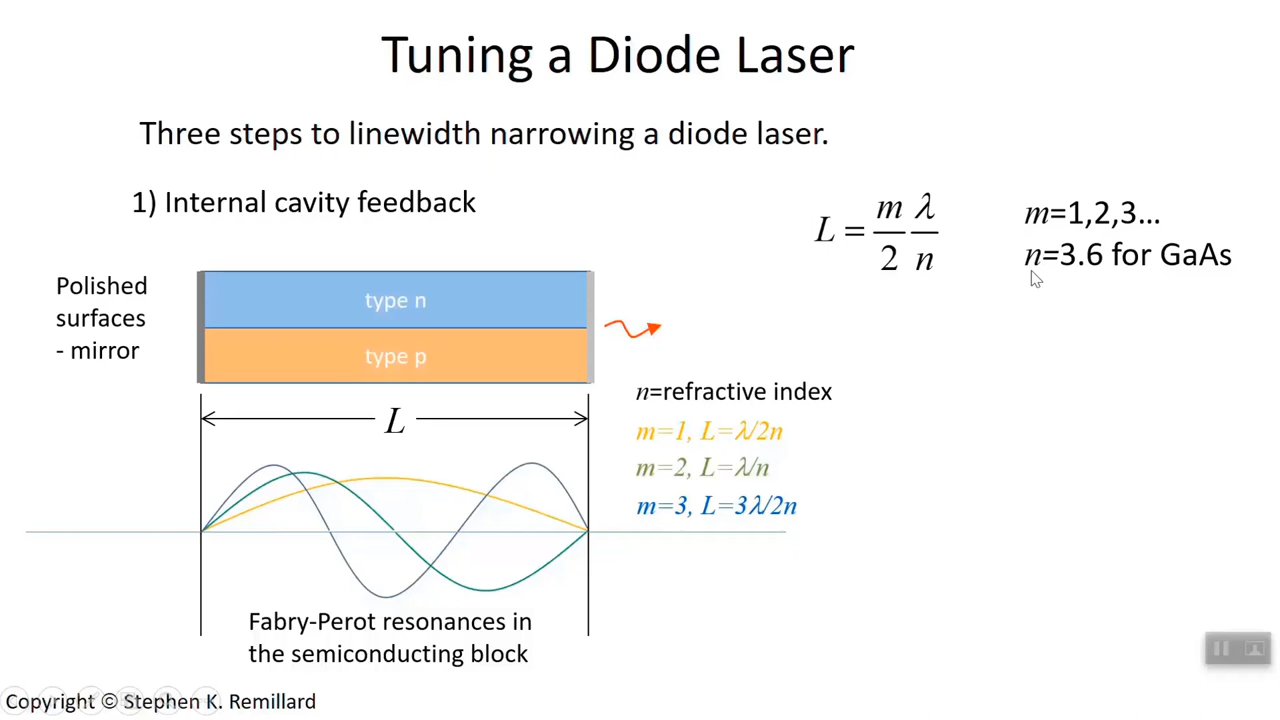 Tuning a Diode Laser
Three steps to linewidth narrowing a diode laser.
1) Internal cavity feedback
L = m/2 λ/n
m=1,2,3...
n=3.6 for GaAs
Polished
surfaces
- mirror
type n
type p
L
n=refractive index
m=1, L=λ/2n
m=2, L=λ/n
m=3, L=3λ/2n
Fabry-Perot resonances in
the semiconducting block
Copyright © Stephen K. Remillard